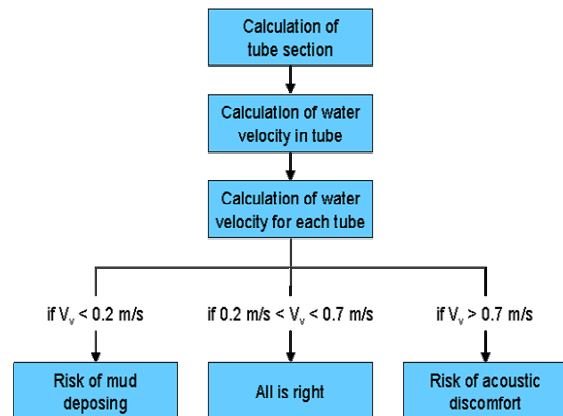 Calculation of
tube section
Calculation of water
velocity in tube
Calculation of water
velocity for each tube
if Vv < 0.2 m/s
if 0.2 m/s < Vv < 0.7 m/s
if Vv > 0.7 m/s
Risk of mud
deposing
All is right
Risk of acoustic
discomfort